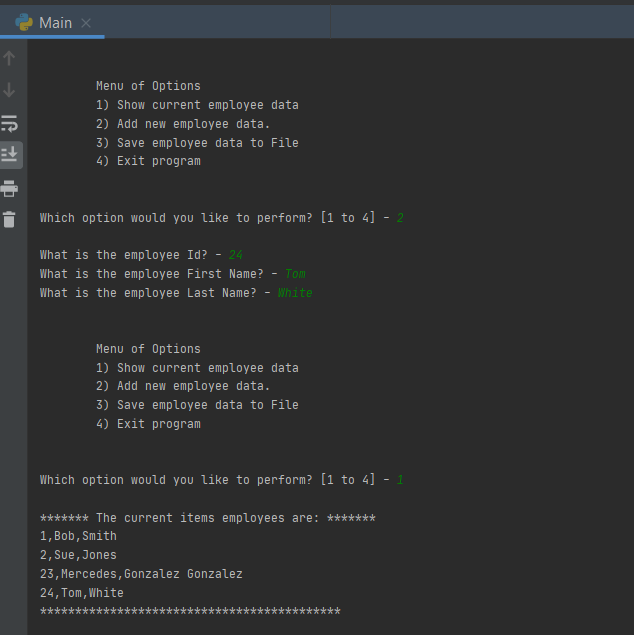 Main
Menu of Options
1) Show current employee data
2) Add new employee data.
3) Save employee data to File
4) Exit program
Which option would you like to perform? [1 to 4] - 2
What is the employee Id? - 24
What is the employee First Name? - Tom
What is the employee Last Name? - White
Menu of Options
1) Show current employee data
2) Add new employee data.
3) Save employee data to File
4) Exit program
Which option would you like to perform? [1 to 4] - 1
******* The current items employees are: *******
1,Bob,Smith
2,Sue,Jones
23,Mercedes,Gonzalez Gonzalez
24,Tom,White
*******************************************